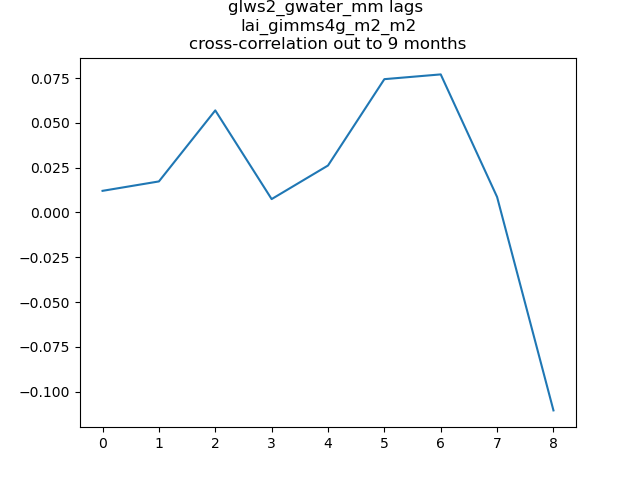 glws2_gwater_mm lags
lai_gimms4g_m2_m2
cross-correlation out to 9 months
0.075
0.050
0.025
0.000
−0.025
−0.050
−0.075
−0.100
0 1 2 3 4 5 6 7 8